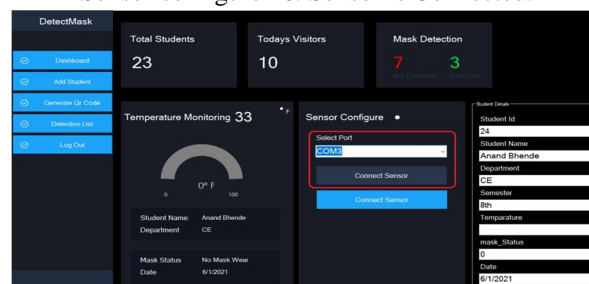 DetectMask
Dashboard
Add Student
Generate Qr Code
Detection List
Log Out
Total Students
23
Todays Visitors
10
Mask Detection
7 3
Not Detected Detected
Temperature Monitoring 33 ° F
0° F
0 100
Student Name: Anand Bhende
Department CE
Mask Status No Mask Wear
Date 6/1/2021
Sensor Configure
Select Port
COM3
Connect Sensor
Connect Sensor
Student Details
Student Id
24
Student Name
Anand Bhende
Department
CE
Semester
8th
Temparature
mask_Status
0
Date
6/1/2021